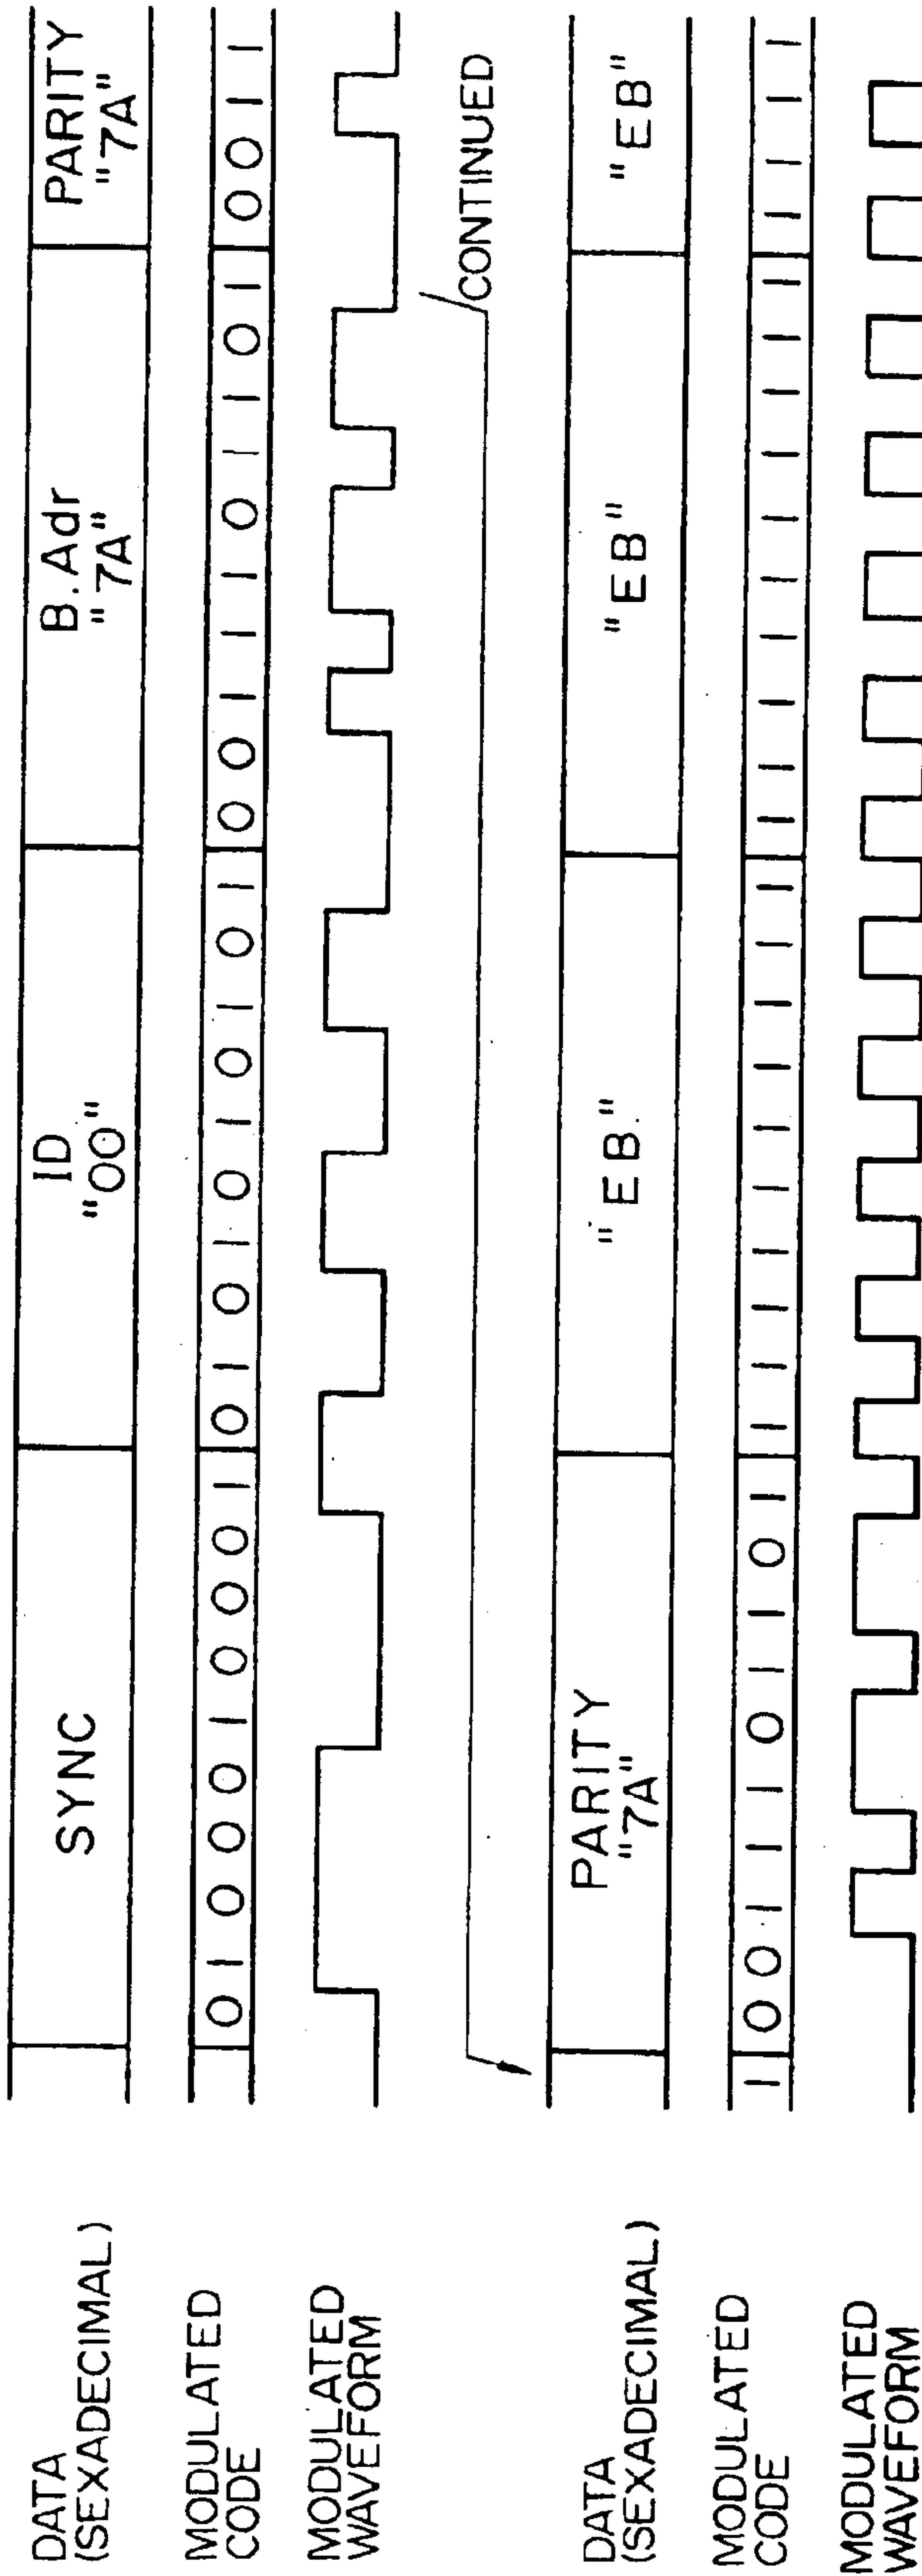 DATA (SEXADECIMAL)
SYNC
ID "00"
B.Adr "7A"
PARITY "7A"
MODULATED CODE
0 1 0 0 0 1 0 0 0 1 0 1 0 1 0 1 0 1 0 1 0 0 1 1 1 0 1 1 0 1 0 0 1 1
MODULATED WAVEFORM
CONTINUED
DATA (SEXADECIMAL)
PARITY "7A"
"EB."
"EB"
"EB"
MODULATED CODE
1 0 0 1 1 1 0 1 1 0 1 1 1 1 1 1 1 1 1 1 1 1 1 1 1 1 1 1 1 1 1 1 1 1 1
MODULATED WAVEFORM